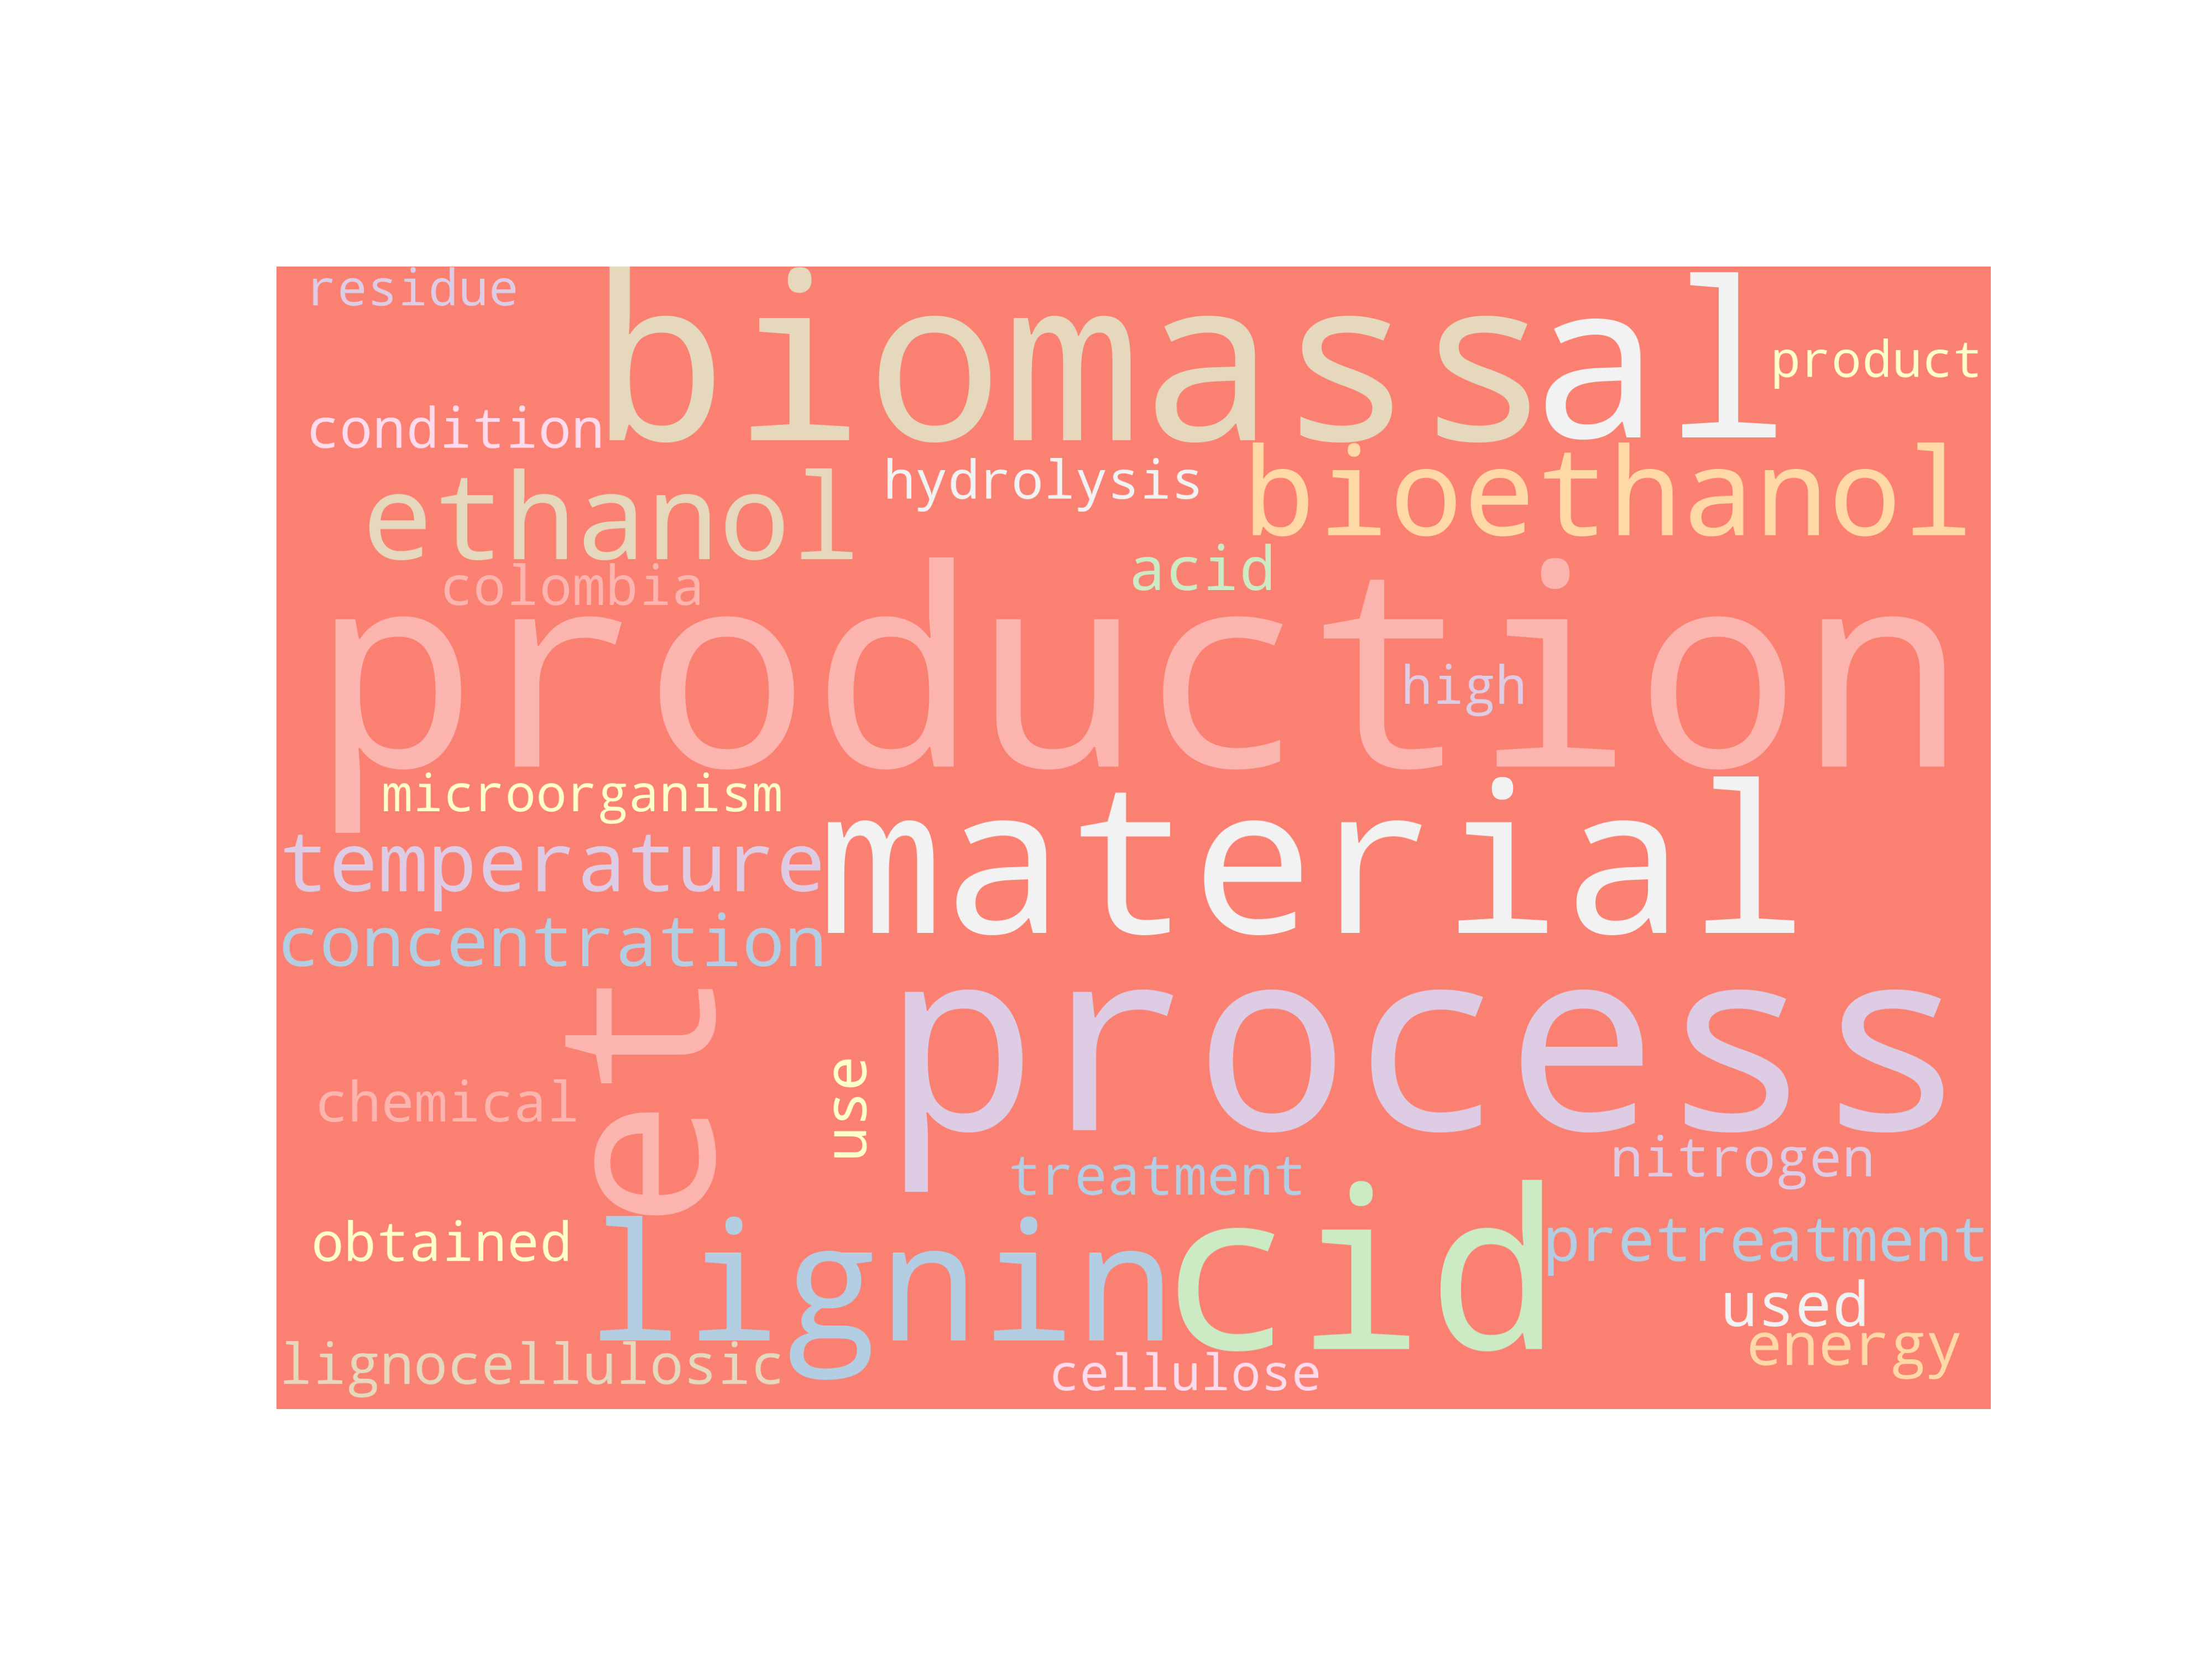 residue
biomass
al
product
condition
hydrolysis
bioethanol
ethanol
acid
colombia
production
high
microorganism
material
temperature
concentration
process
et
chemical
use
treatment
nitrogen
lignin
cid
pretreatment
obtained
used
energy
lignocellulosic
cellulose